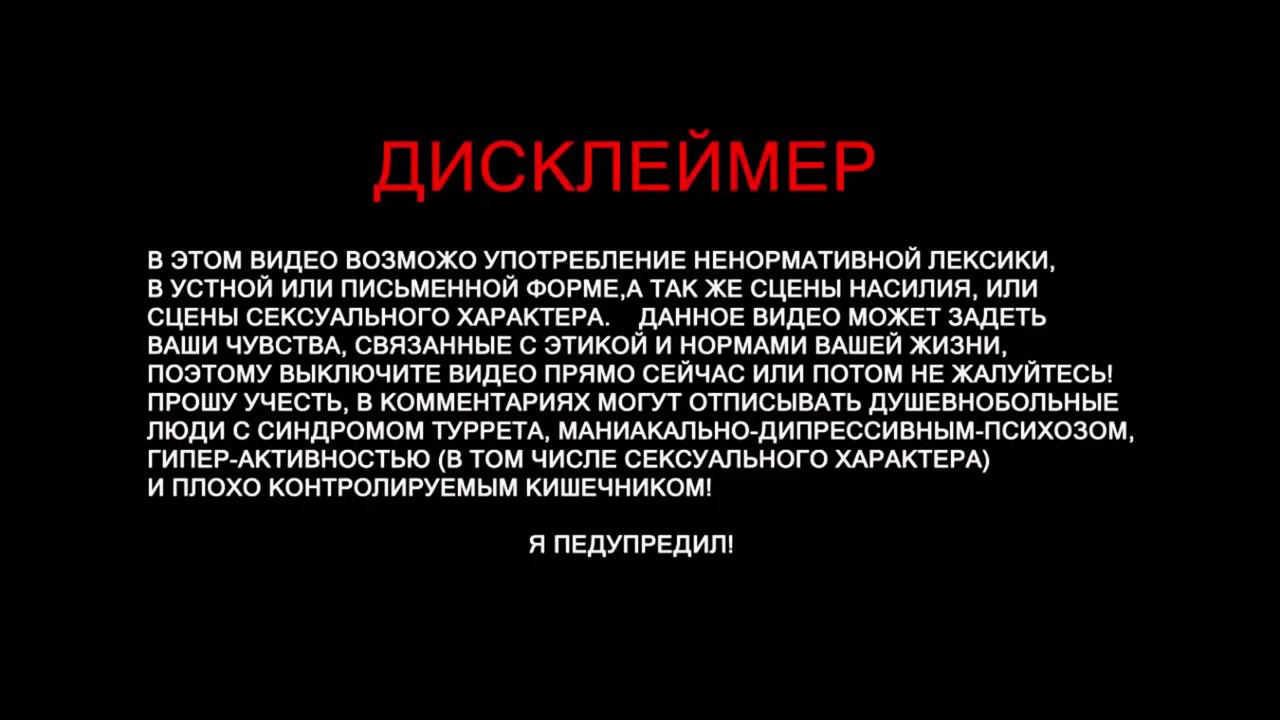 ДИСКЛЕЙМЕР
В ЭТОМ ВИДЕО ВОЗМОЖО УПОТРЕБЛЕНИЕ НЕНОРМАТИВНОЙ ЛЕКСИКИ,
В УСТНОЙ ИЛИ ПИСЬМЕННОЙ ФОРМЕ,А ТАК ЖЕ СЦЕНЫ НАСИЛИЯ, ИЛИ
СЦЕНЫ СЕКСУАЛЬНОГО ХАРАКТЕРА. ДАННОЕ ВИДЕО МОЖЕТ ЗАДЕТЬ
ВАШИ ЧУВСТВА, СВЯЗАННЫЕ С ЭТИКОЙ И НОРМАМИ ВАШЕЙ ЖИЗНИ,
ПОЭТОМУ ВЫКЛЮЧИТЕ ВИДЕО ПРЯМО СЕЙЧАС ИЛИ ПОТОМ НЕ ЖАЛУЙТЕСЬ!
ПРОШУ УЧЕСТЬ, В КОММЕНТАРИЯХ МОГУТ ОТПИСЫВАТЬ ДУШЕВНОБОЛЬНЫЕ
ЛЮДИ С СИНДРОМОМ ТУРРЕТА, МАНИАКАЛЬНО-ДИПРЕССИВНЫМ-ПСИХОЗОМ,
ГИПЕР-АКТИВНОСТЬЮ (В ТОМ ЧИСЛЕ СЕКСУАЛЬНОГО ХАРАКТЕРА)
И ПЛОХО КОНТРОЛИРУЕМЫМ КИШЕЧНИКОМ!
Я ПЕДУПРЕДИЛ!